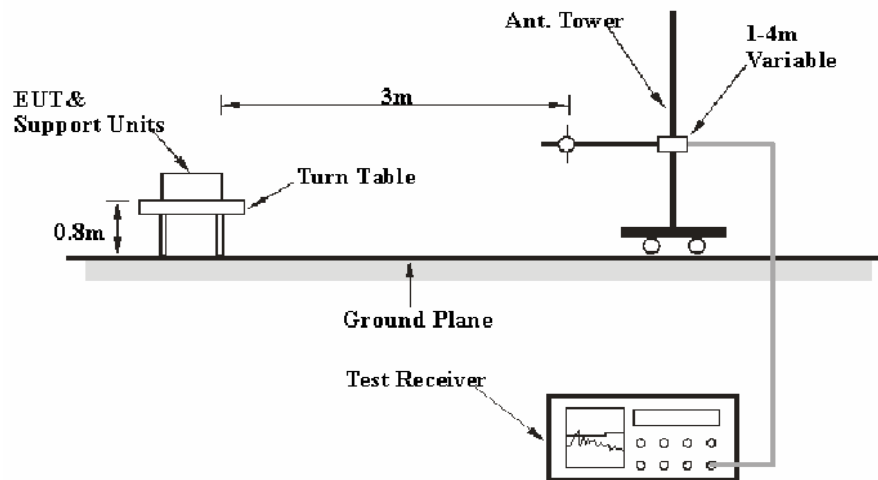 Ant. Tower
1-4m
Variable
3m
EUT&
Support Units
Turn Table
0.8m
Ground Plane
Test Receiver